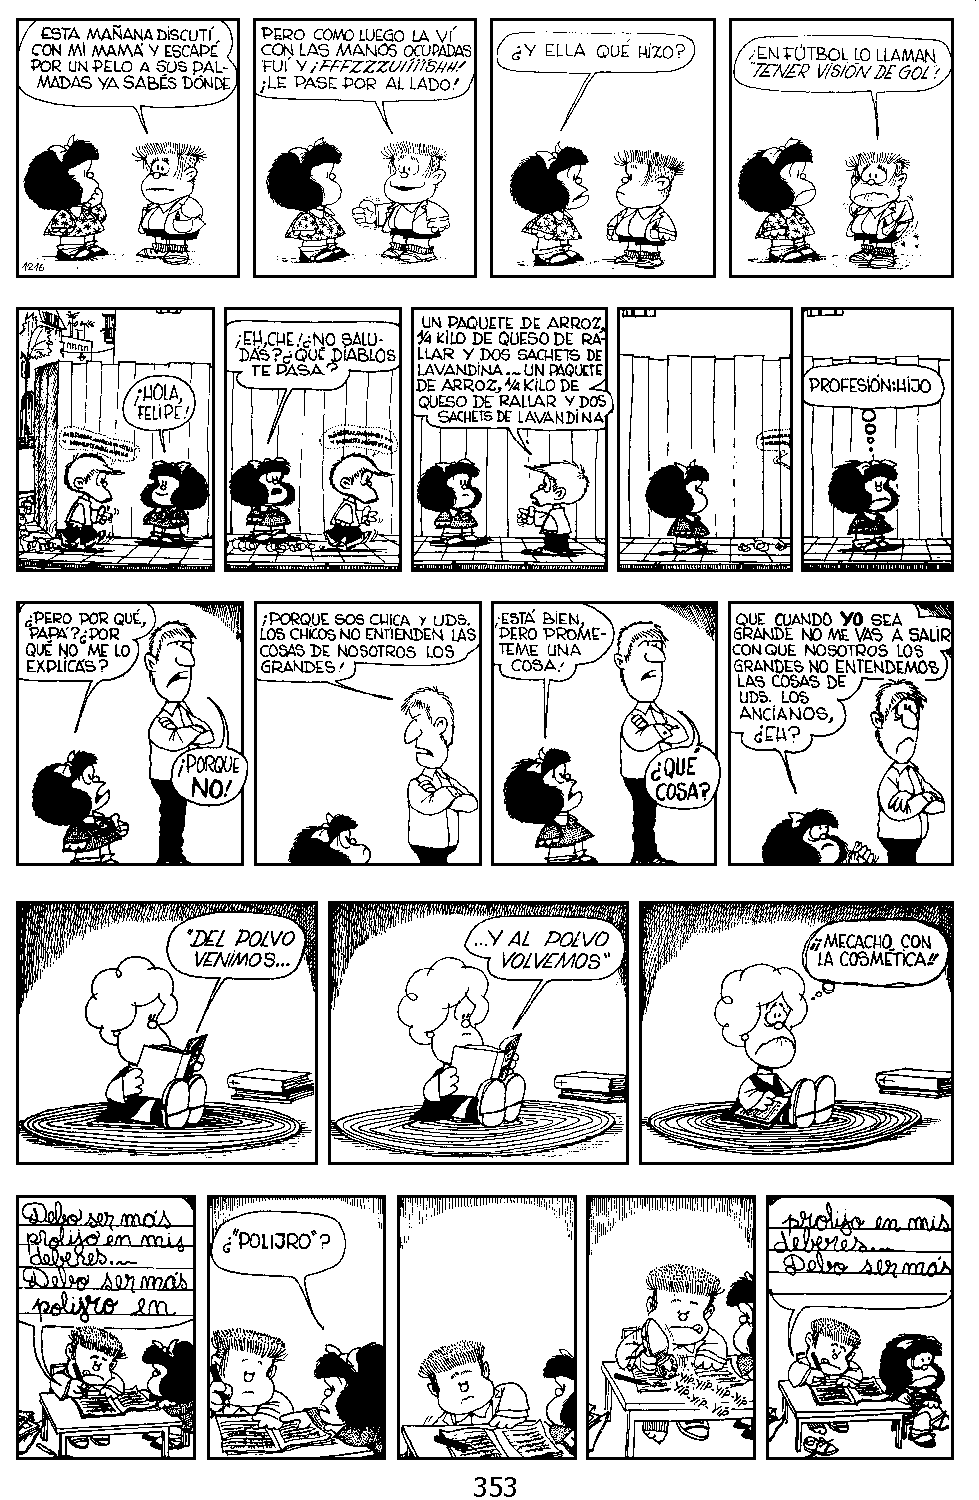 ESTA MAÑANA DISCUTÍ
CON MI MAMÁ Y ESCAPÉ
POR UN PELO A SUS PAL-
MADAS YA SABÉS DÓNDE
1216
PERO COMO LUEGO LA VÍ
CON LAS MANOS OCUPADAS
FUÍ Y ¡FFFZZZUIIIISHH!
¡LE PASÉ POR AL LADO!
¿Y ELLA QUÉ HIZO?
¡EN FÚTBOL LO LLAMAN
TENER VISIÓN DE GOL!
¡HOLA,
FELIPE!
¡EH, CHE! ¿NO SALU-
DÁS? ¿QUÉ DIABLOS
TE PASA?
UN PAQUETE DE ARROZ,
1/4 KILO DE QUESO DE RA-
LLAR Y DOS SACHETS DE
LAVANDINA... UN PAQUETE
DE ARROZ, 1/4 KILO DE
QUESO DE RALLAR Y DOS
SACHETS DE LAVANDINA
PROFESIÓN: HIJO
¿PERO POR QUÉ,
PAPÁ? ¿POR
QUÉ NO ME LO
EXPLICÁS?
¡PORQUE
NO!
¡PORQUE SOS CHICA Y UDS.
LOS CHICOS NO ENTIENDEN LAS
COSAS DE NOSOTROS LOS
GRANDES!
ESTÁ BIEN,
PERO PROMÉ-
TEME UNA
COSA!
¿QUÉ
COSA?
QUE CUANDO YO SEA
GRANDE NO ME VAS A SALIR
CON QUE NOSOTROS LOS
GRANDES NO ENTENDEMOS
LAS COSAS DE
UDS. LOS
ANCIANOS,
¿EH?
"DEL POLVO
VENIMOS...
...Y AL POLVO
VOLVEMOS"
¡¡MECACHO CON
LA COSMÉTICA!!
Debo ser más
prolijo en mis
deberes...
Debo ser más
polijro en
¿"POLIJRO"?
YIP-YIP-YIP-YIP
YIP-YIP-YIP
prolijo en mis
deberes...
Debo ser más
353